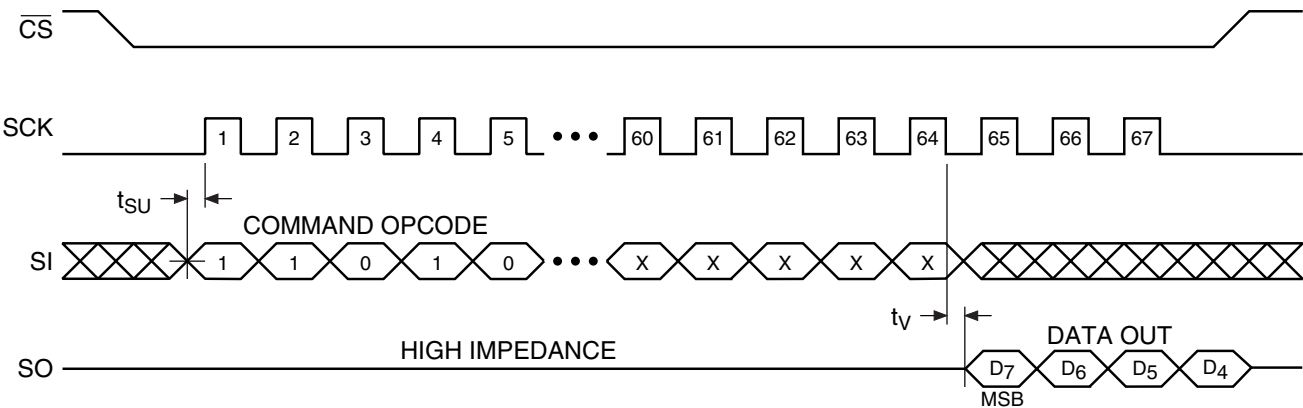 CS
SCK 1 2 3 4 5 ••• 60 61 62 63 64 65 66 67
tSU
COMMAND OPCODE
SI 1 1 0 1 0 ••• X X X X X
tV
HIGH IMPEDANCE DATA OUT
SO D7 D6 D5 D4
MSB